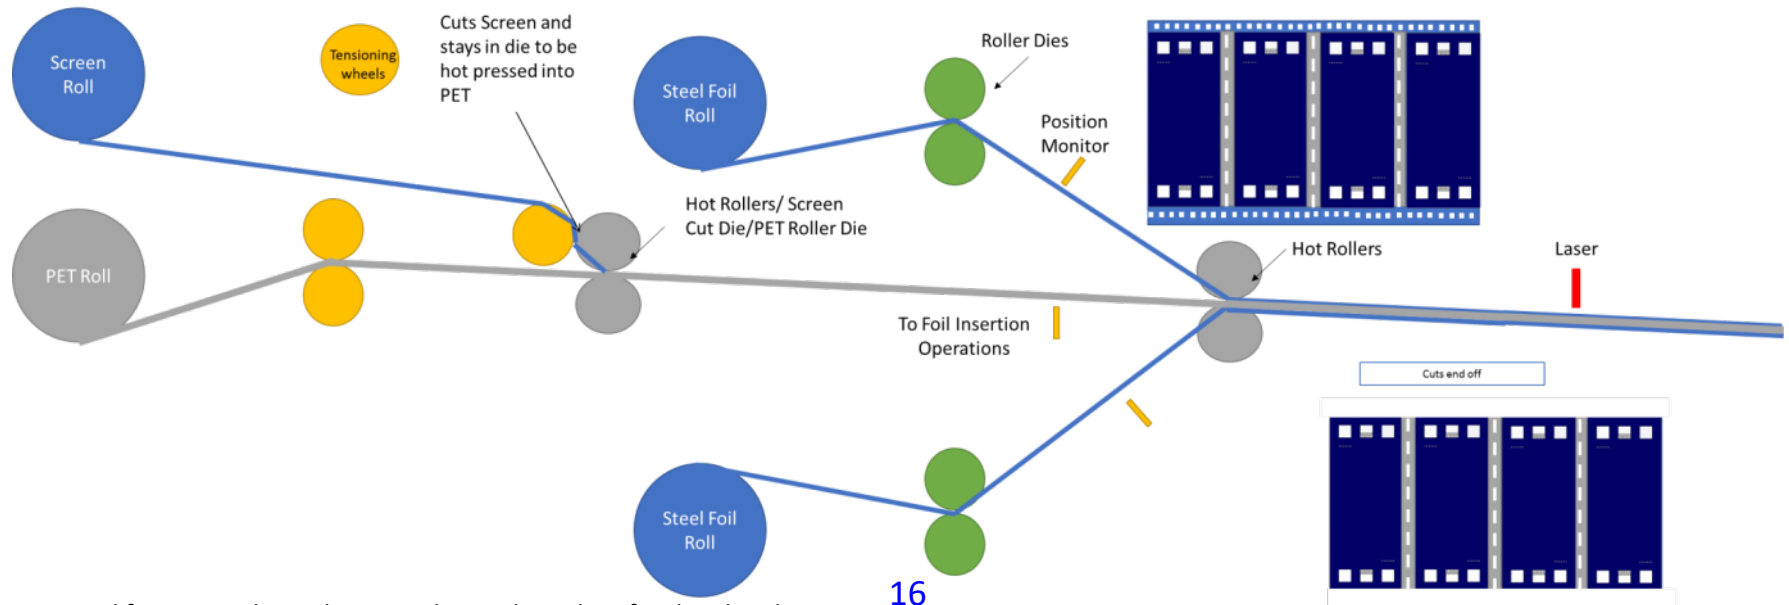 Screen
Roll
Tensioning
wheels
Cuts Screen and
stays in die to be
hot pressed into
PET
Steel Foil
Roll
Roller Dies
Position
Monitor
PET Roll
Hot Rollers/ Screen
Cut Die/PET Roller Die
Hot Rollers
Laser
To Foil Insertion
Operations
Cuts end off
Steel Foil
Roll
16